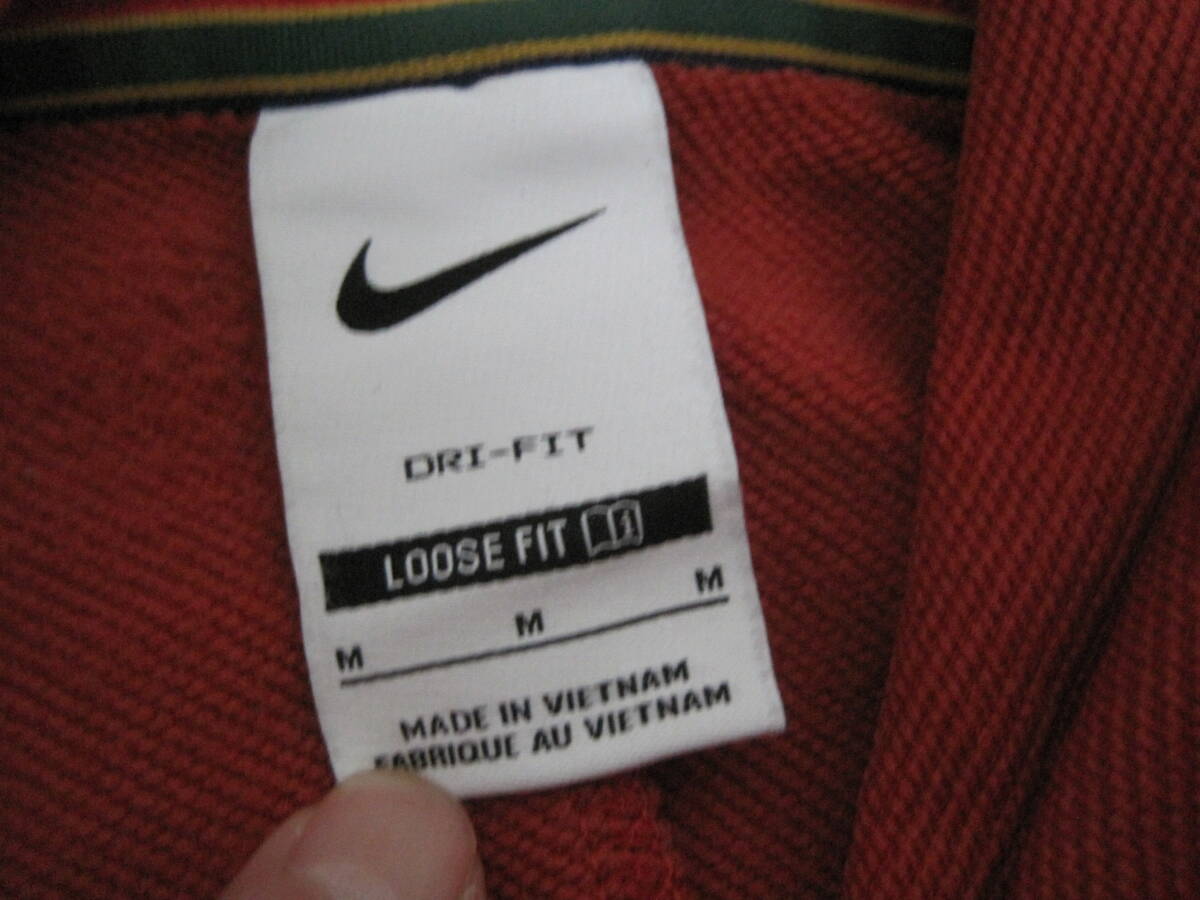 DRI-FIT
LOOSE FIT
M M M
MADE IN VIETNAM
FABRIQUE AU VIETNAM